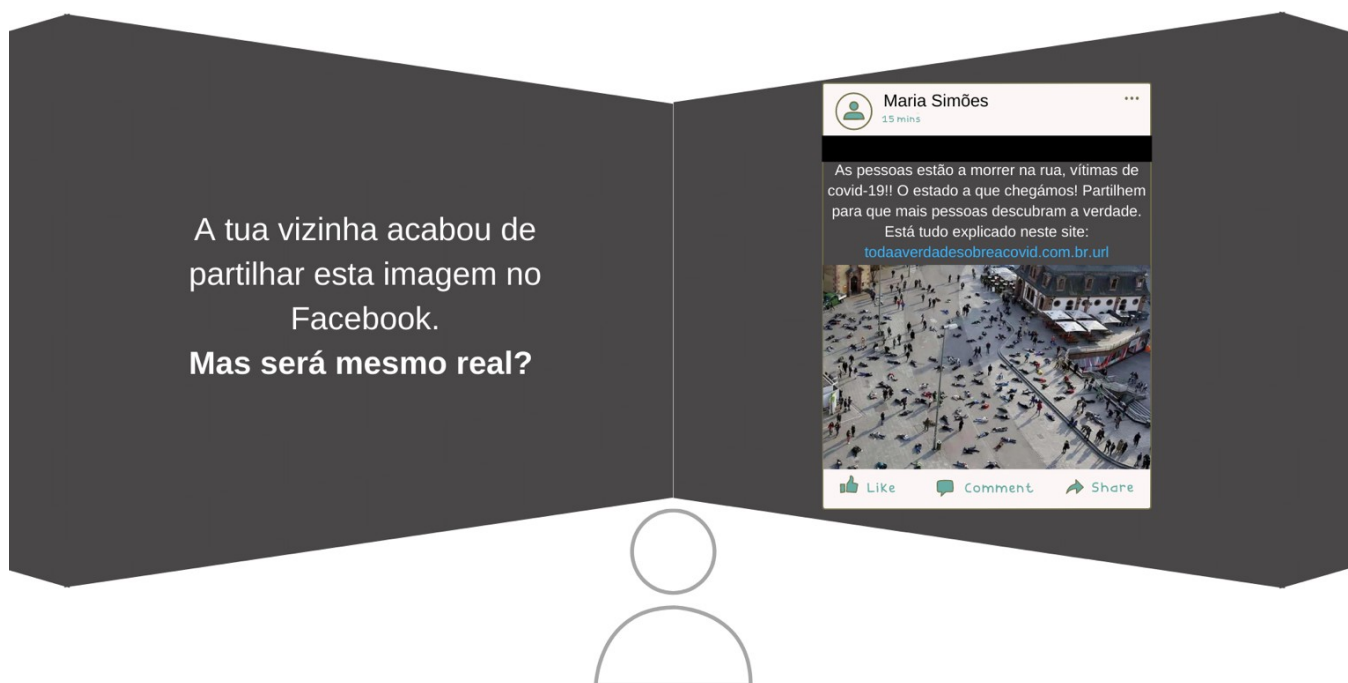 A tua vizinha acabou de
partilhar esta imagem no
Facebook.
Mas será mesmo real?
Maria Simões
15 mins
As pessoas estão a morrer na rua, vítimas de
covid-19!! O estado a que chegámos! Partilhem
para que mais pessoas descubram a verdade.
Está tudo explicado neste site:
todaaverdadesobreacovid.com.br.url
Like
Comment
Share